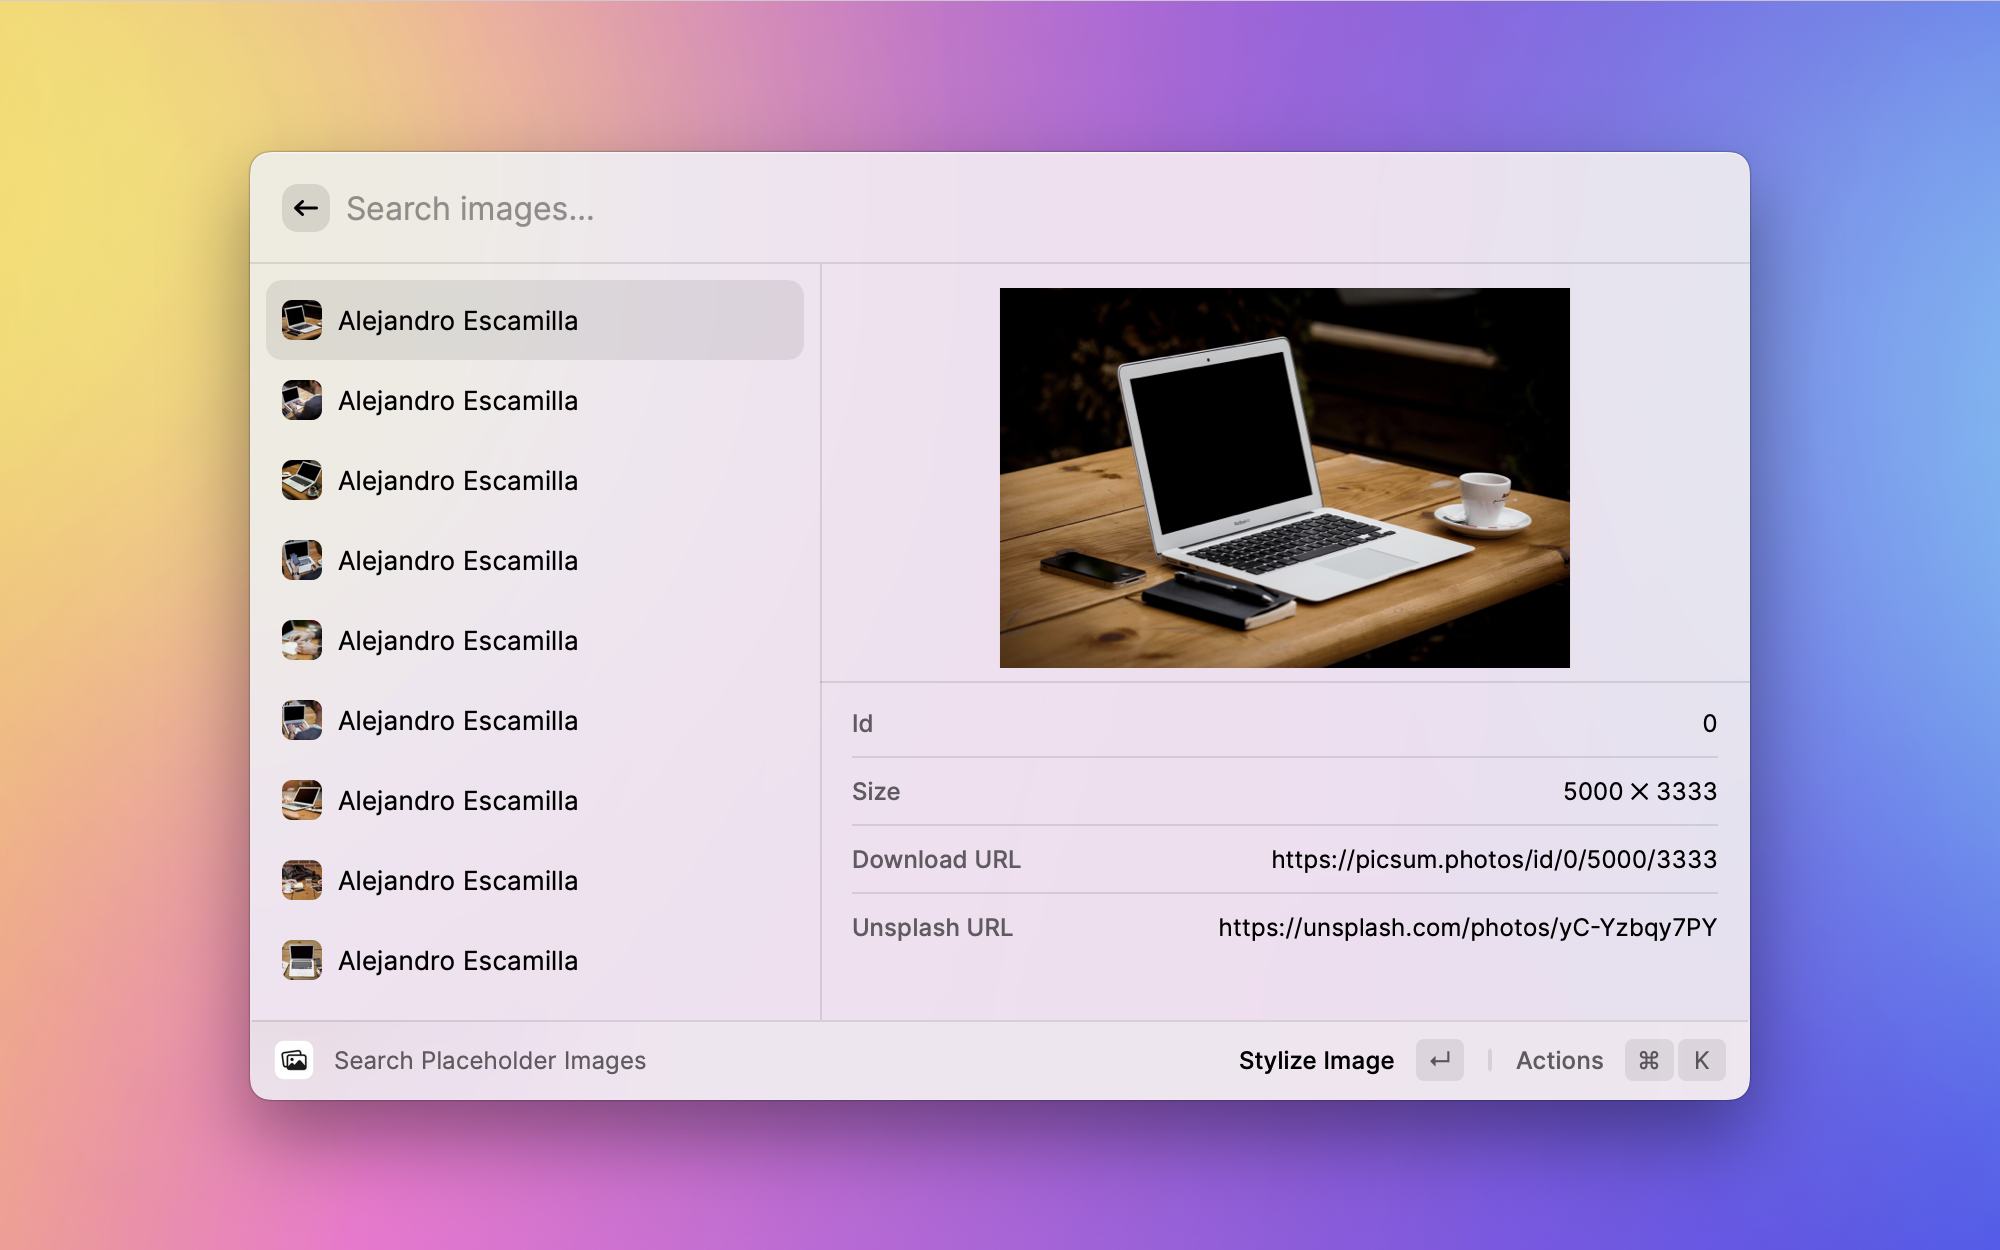 Search images...
Alejandro Escamilla
Alejandro Escamilla
Alejandro Escamilla
Alejandro Escamilla
Alejandro Escamilla
Alejandro Escamilla
Alejandro Escamilla
Alejandro Escamilla
Alejandro Escamilla
Id 0
Size 5000 × 3333
Download URL https://picsum.photos/id/0/5000/3333
Unsplash URL https://unsplash.com/photos/yC-Yzbqy7PY
Search Placeholder Images
Stylize Image ↵ | Actions ⌘ K